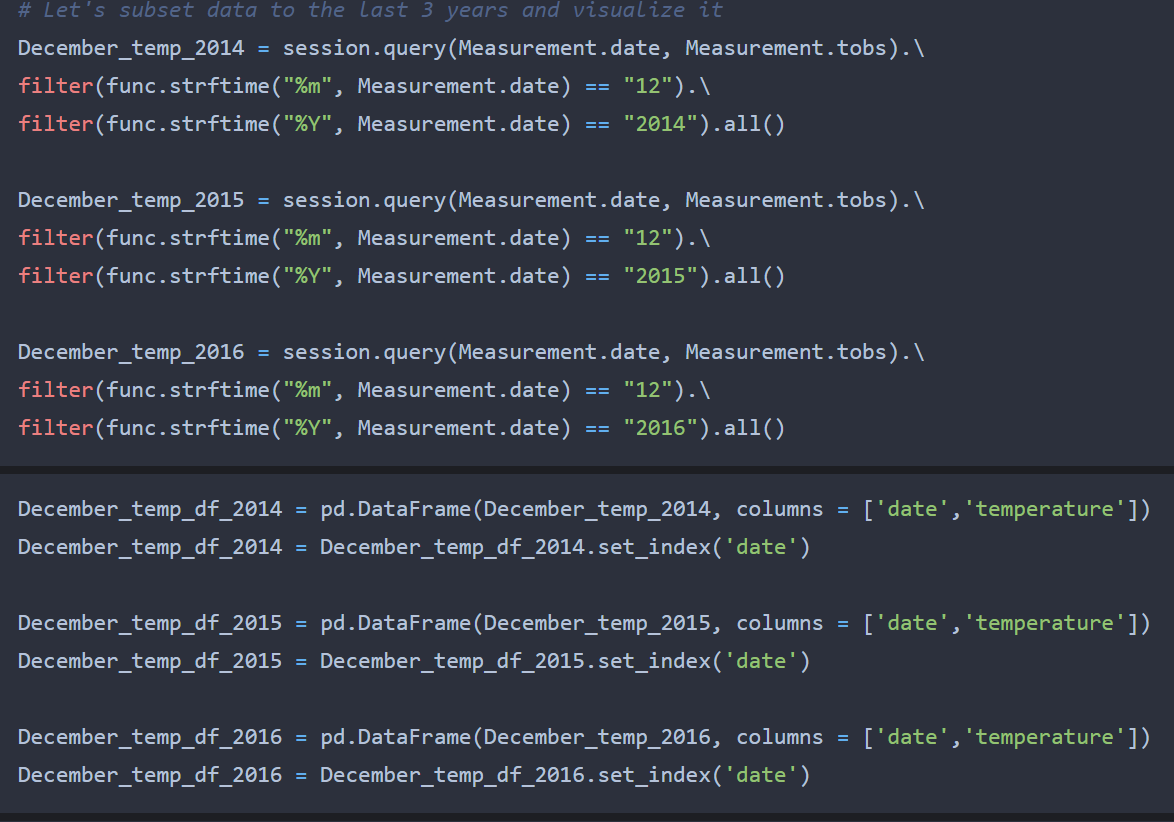 # Let's subset data to the last 3 years and visualize it
December_temp_2014 = session.query(Measurement.date, Measurement.tobs).\
filter(func.strftime("%m", Measurement.date) == "12").\
filter(func.strftime("%Y", Measurement.date) == "2014").all()
December_temp_2015 = session.query(Measurement.date, Measurement.tobs).\
filter(func.strftime("%m", Measurement.date) == "12").\
filter(func.strftime("%Y", Measurement.date) == "2015").all()
December_temp_2016 = session.query(Measurement.date, Measurement.tobs).\
filter(func.strftime("%m", Measurement.date) == "12").\
filter(func.strftime("%Y", Measurement.date) == "2016").all()
December_temp_df_2014 = pd.DataFrame(December_temp_2014, columns = ['date','temperature'])
December_temp_df_2014 = December_temp_df_2014.set_index('date')
December_temp_df_2015 = pd.DataFrame(December_temp_2015, columns = ['date','temperature'])
December_temp_df_2015 = December_temp_df_2015.set_index('date')
December_temp_df_2016 = pd.DataFrame(December_temp_2016, columns = ['date','temperature'])
December_temp_df_2016 = December_temp_df_2016.set_index('date')